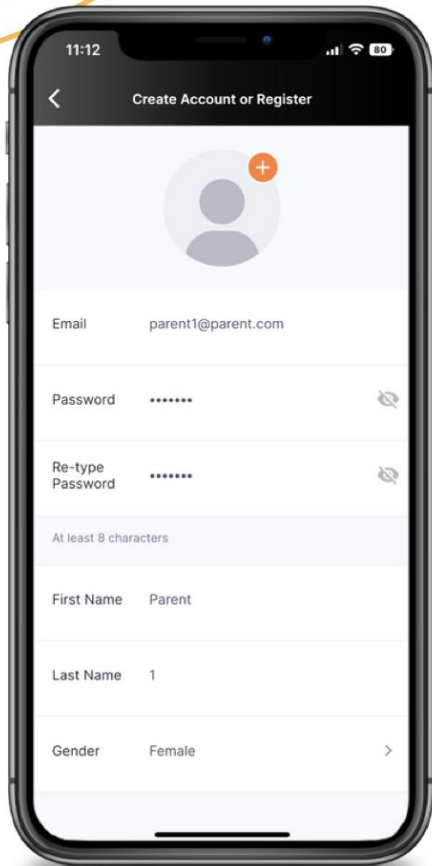 11:12
80
Create Account or Register
Email parent1@parent.com
Password •••••••
Re-type
Password •••••••
At least 8 characters
First Name Parent
Last Name 1
Gender Female